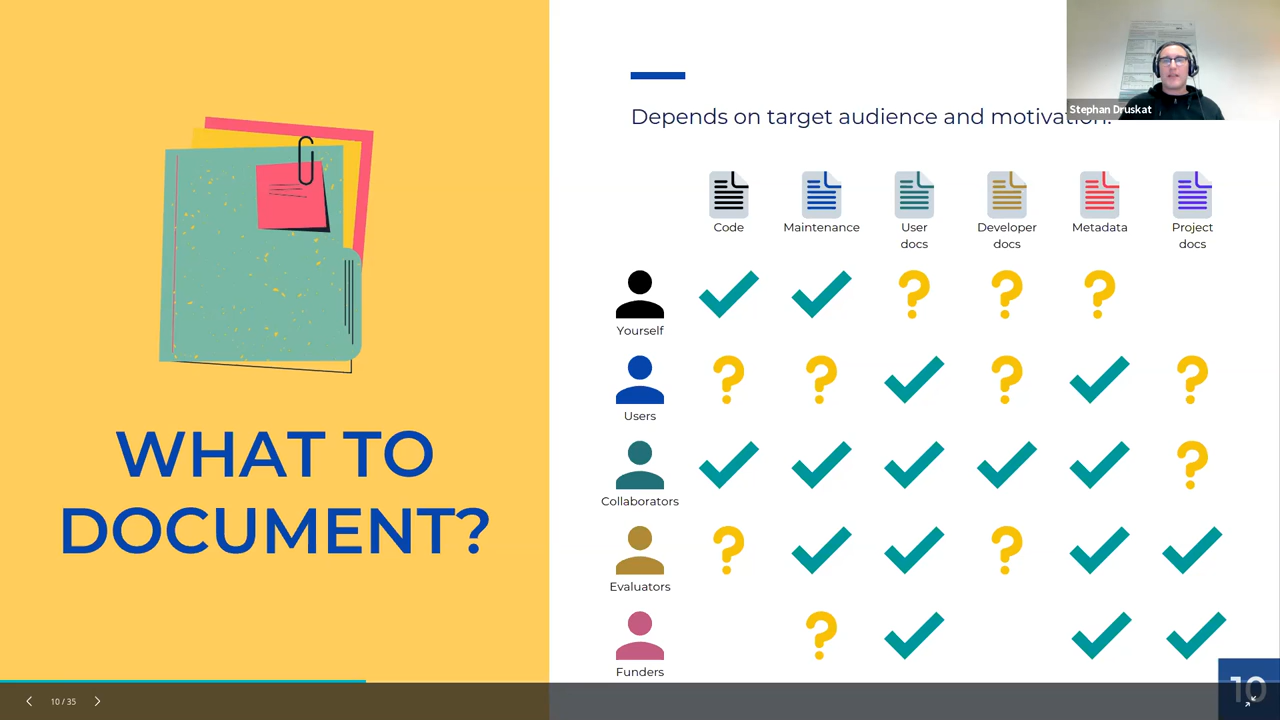 Stephan Druskat
Depends on target audience and motivation.
Code
Maintenance
User
docs
Developer
docs
Metadata
Project
docs
Yourself
Users
Collaborators
Evaluators
Funders
WHAT TO
DOCUMENT?
10 / 35
10